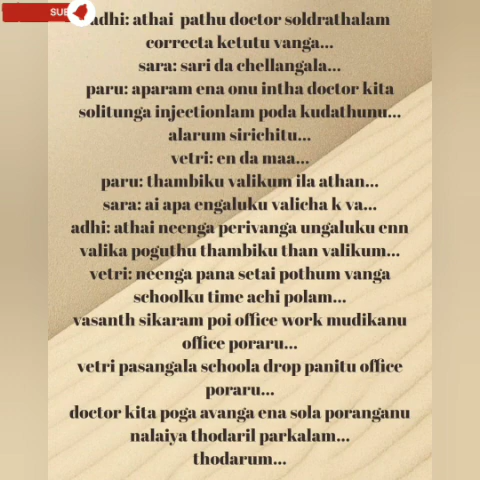 SUB
adhi: athai pathu doctor soldrathalam
correcta ketutu vanga...
sara: sari da chellangala...
paru: aparam ena onu intha doctor kita
solitunga injectionlam poda kudathunu...
alarum sirichitu...
vetri: en da maa...
paru: thambiku valikum ila athan...
sara: ai apa engaluku valicha k va...
adhi: athai neenga perivanga ungaluku enn
valika poguthu thambiku than valikum...
vetri: neenga pana setai pothum vanga
schoolku time achi polam...
vasanth sikaram poi office work mudikanu
office poraru...
vetri pasangala schoola drop panitu office
poraru...
doctor kita poga avanga ena sola poranganu
nalaiya thodaril parkalam...
thodarum...